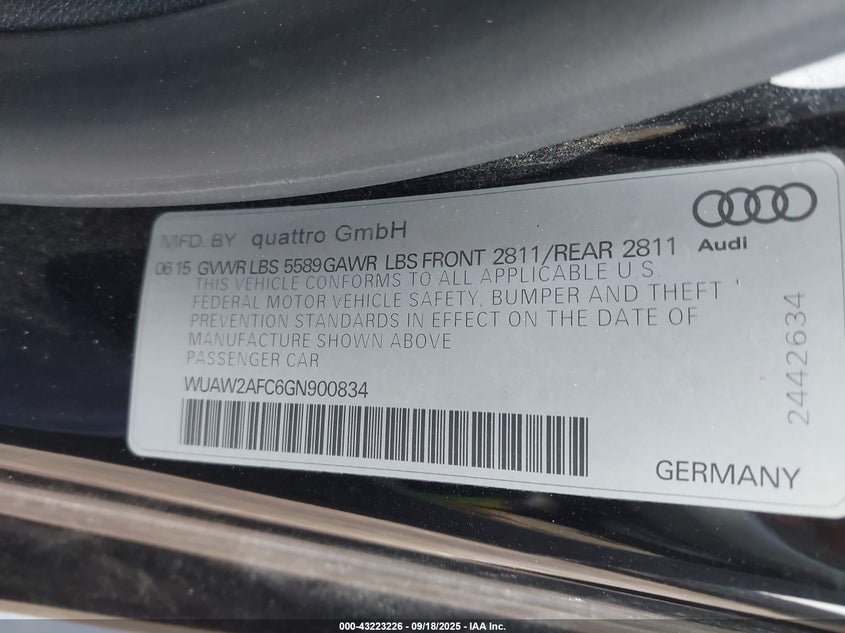 MFD. BY quattro GmbH
Audi
06 15 GVWR LBS 5589 GAWR LBS FRONT 2811/REAR 2811
THIS VEHICLE CONFORMS TO ALL APPLICABLE U.S.
FEDERAL MOTOR VEHICLE SAFETY, BUMPER AND THEFT
PREVENTION STANDARDS IN EFFECT ON THE DATE OF
MANUFACTURE SHOWN ABOVE
PASSENGER CAR
WUAW2AFC6GN900834
2442634
GERMANY
000-43223226 - 09/18/2025 - IAA Inc.